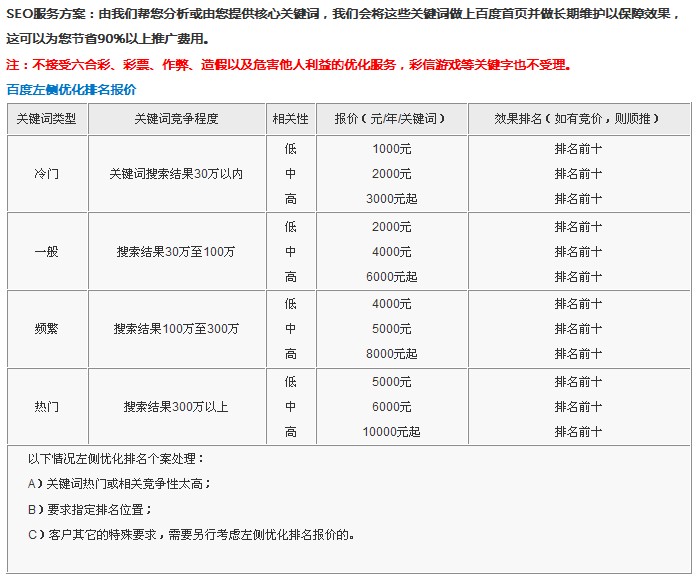 SEO服务方案：由我们帮您分析或由您提供核心关键词，我们会将这些关键词做上百度首页并做长期维护以保障效果，
这可以为您节省90%以上推广费用。
注：不接受六合彩、彩票、作弊、造假以及危害他人利益的优化服务，彩信游戏等关键字也不受理。
百度左侧优化排名报价
关键词类型 关键词竞争程度 相关性 报价（元/年/关键词） 效果排名（如有竞价，则顺推）
低 1000元 排名前十
冷门 关键词搜索结果30万以内 中 2000元 排名前十
高 3000元起 排名前十
低 2000元 排名前十
一般 搜索结果30万至100万 中 4000元 排名前十
高 6000元起 排名前十
低 4000元 排名前十
频繁 搜索结果100万至300万 中 5000元 排名前十
高 8000元起 排名前十
低 5000元 排名前十
热门 搜索结果300万以上 中 6000元 排名前十
高 10000元起 排名前十
以下情况左侧优化排名个案处理：
A）关键词热门或相关竞争性太高；
B）要求指定排名位置；
C）客户其它的特殊要求，需要另行考虑左侧优化排名报价的。